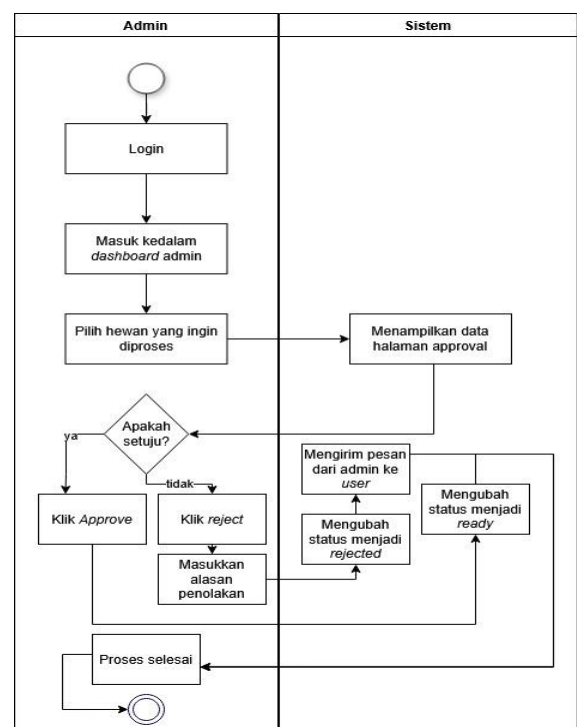 Admin
Sistem
Login
Masuk kedalam
dashboard admin
Pilih hewan yang ingin
diproses
Menampilkan data
halaman approval
Apakah
setuju?
ya
tidak
Klik Approve
Klik reject
Masukkan
alasan
penolakan
Mengirim pesan
dari admin ke
user
Mengubah
status menjadi
rejected
Mengubah
status menjadi
ready
Proses selesai